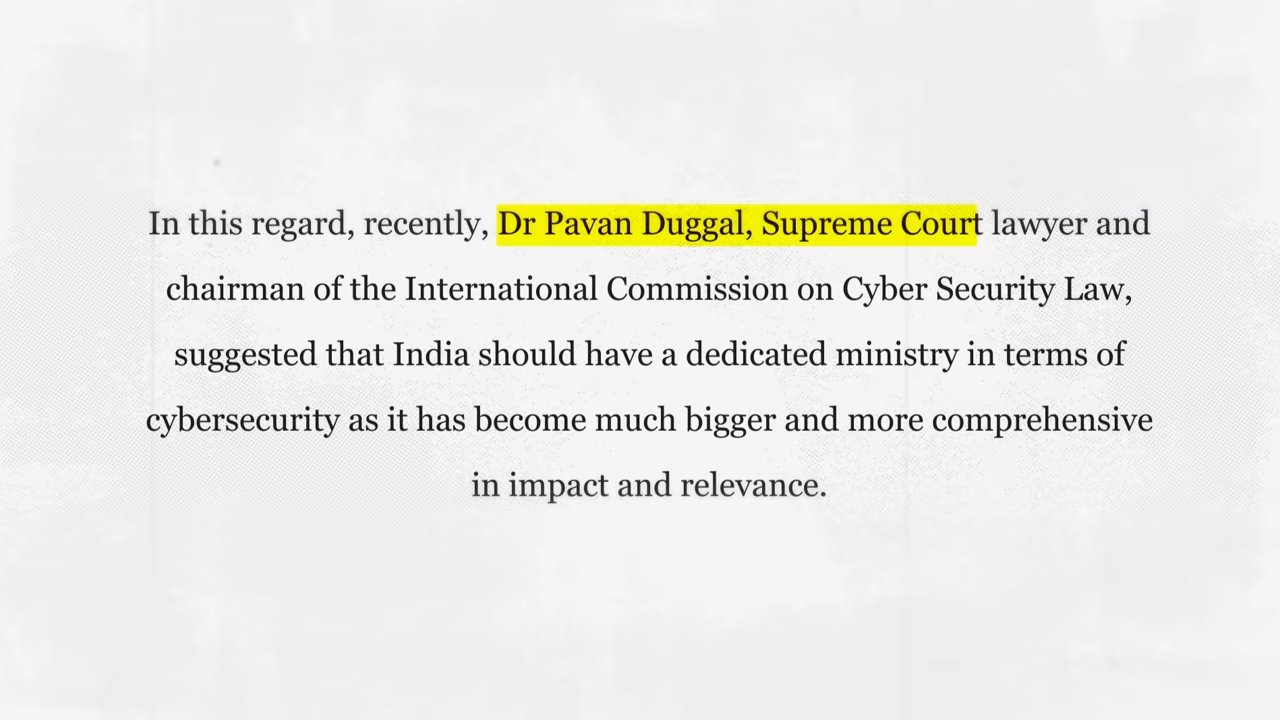 In this regard, recently, Dr Pavan Duggal, Supreme Court lawyer and
chairman of the International Commission on Cyber Security Law,
suggested that India should have a dedicated ministry in terms of
cybersecurity as it has become much bigger and more comprehensive
in impact and relevance.